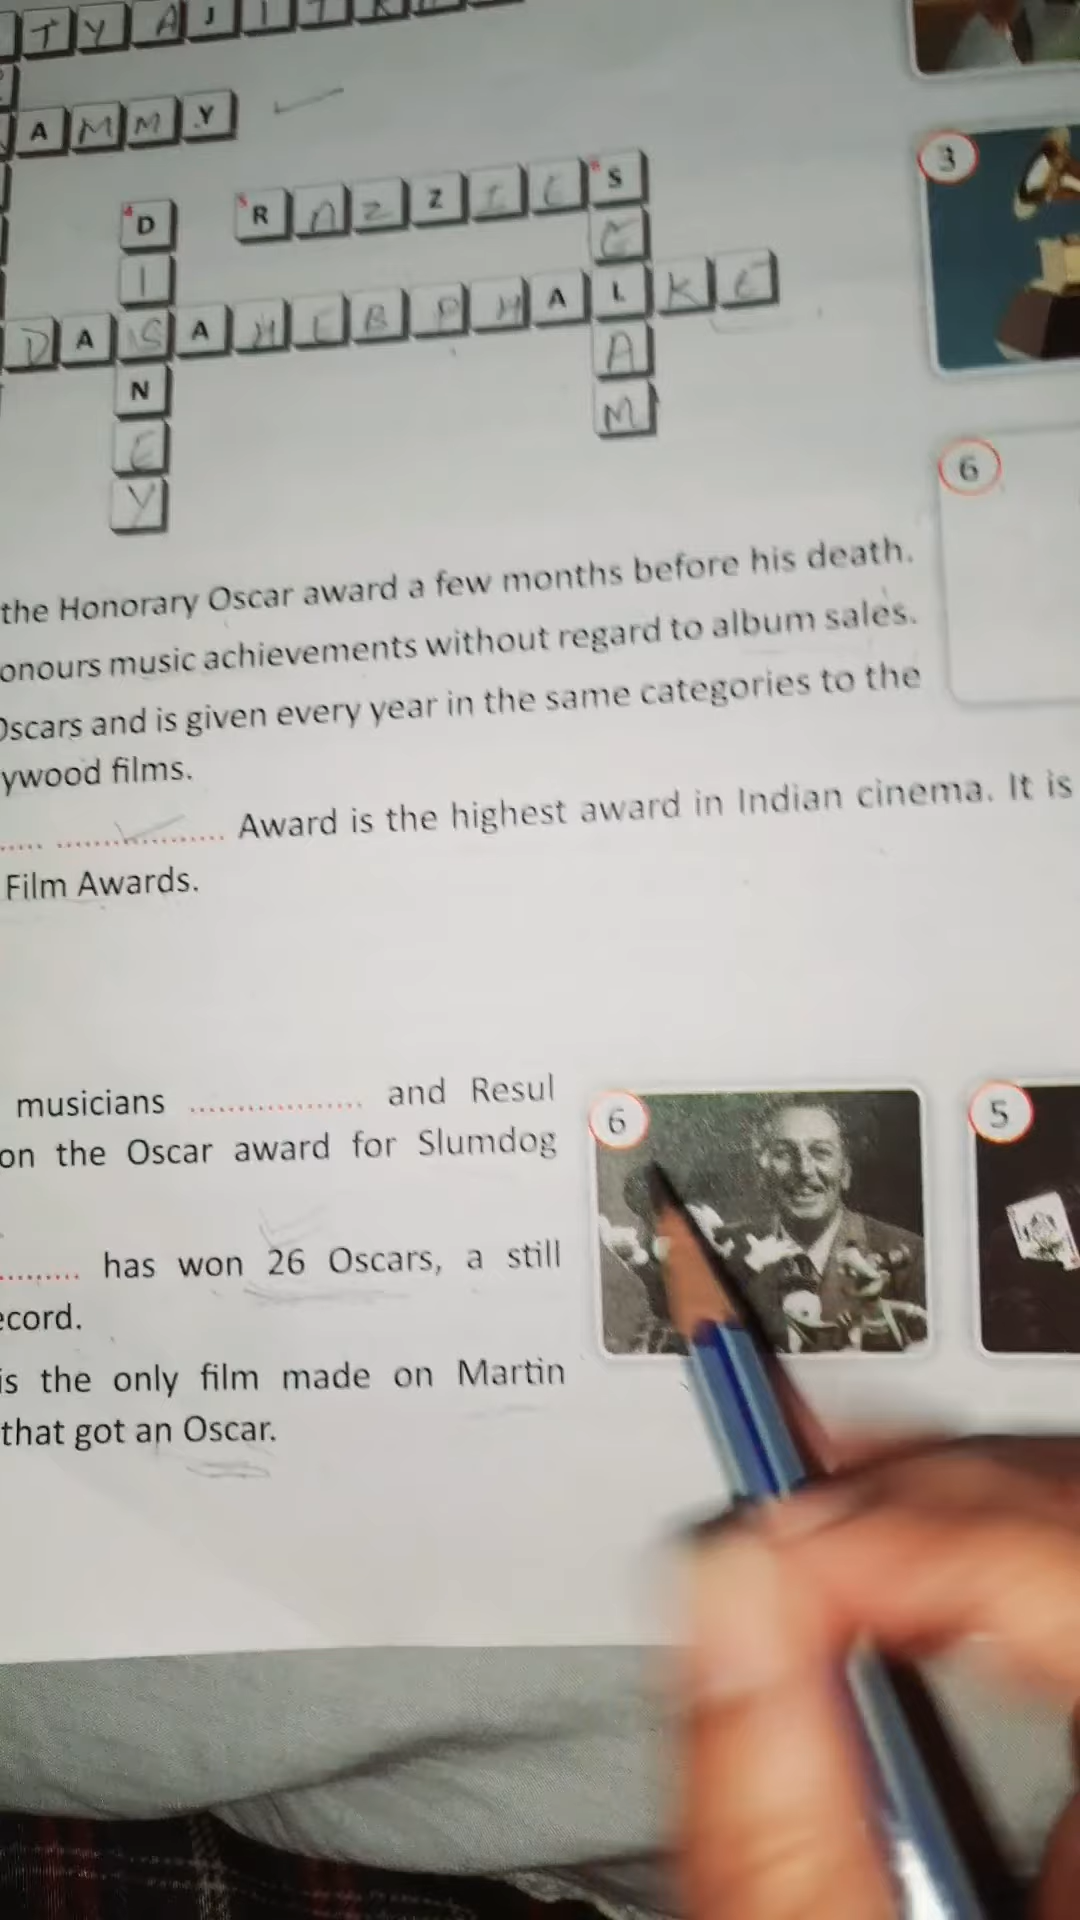 T Y A J I T R
A M M Y
3
4 D
5 R A Z Z I E S
D A S A H E B P H A L K E
I
N
E
Y
E
A
M
6
the Honorary Oscar award a few months before his death.
onours music achievements without regard to album sales.
Oscars and is given every year in the same categories to the
ywood films.
..... .................. Award is the highest award in Indian cinema. It is
Film Awards.
musicians .................. and Resul
on the Oscar award for Slumdog
......... has won 26 Oscars, a still
ecord.
is the only film made on Martin
that got an Oscar.
6
5